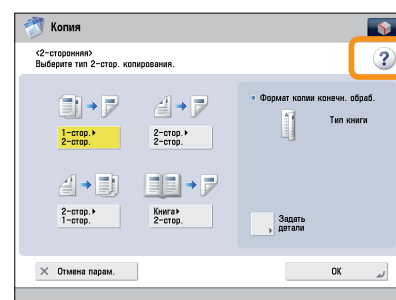 Копия
<2-сторонняя>
Выберите тип 2-стор. копирования.
?
1-стор.▶
2-стор.
2-стор.▶
2-стор.
2-стор.▶
1-стор.
Книга▶
2-стор.
Формат копии конечн. обраб.
Тип книги
Задать
детали
Отмена парам.
OK